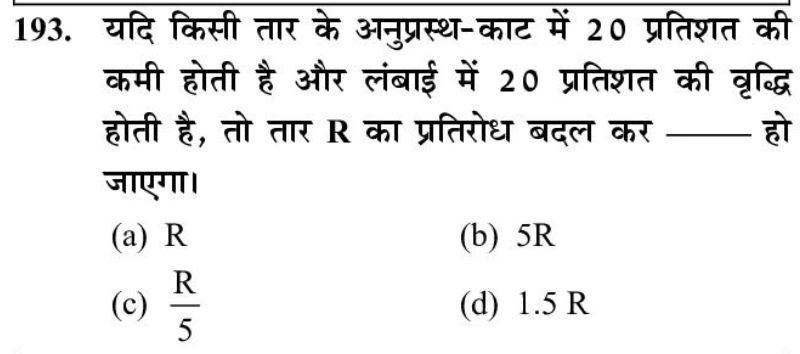 193. यदि किसी तार के अनुप्रस्थ-काट में 20 प्रतिशत की
कमी होती है और लंबाई में 20 प्रतिशत की वृद्धि
होती है, तो तार R का प्रतिरोध बदल कर _____ हो
जाएगा।
(a) R (b) 5R
(c) R/5 (d) 1.5 R